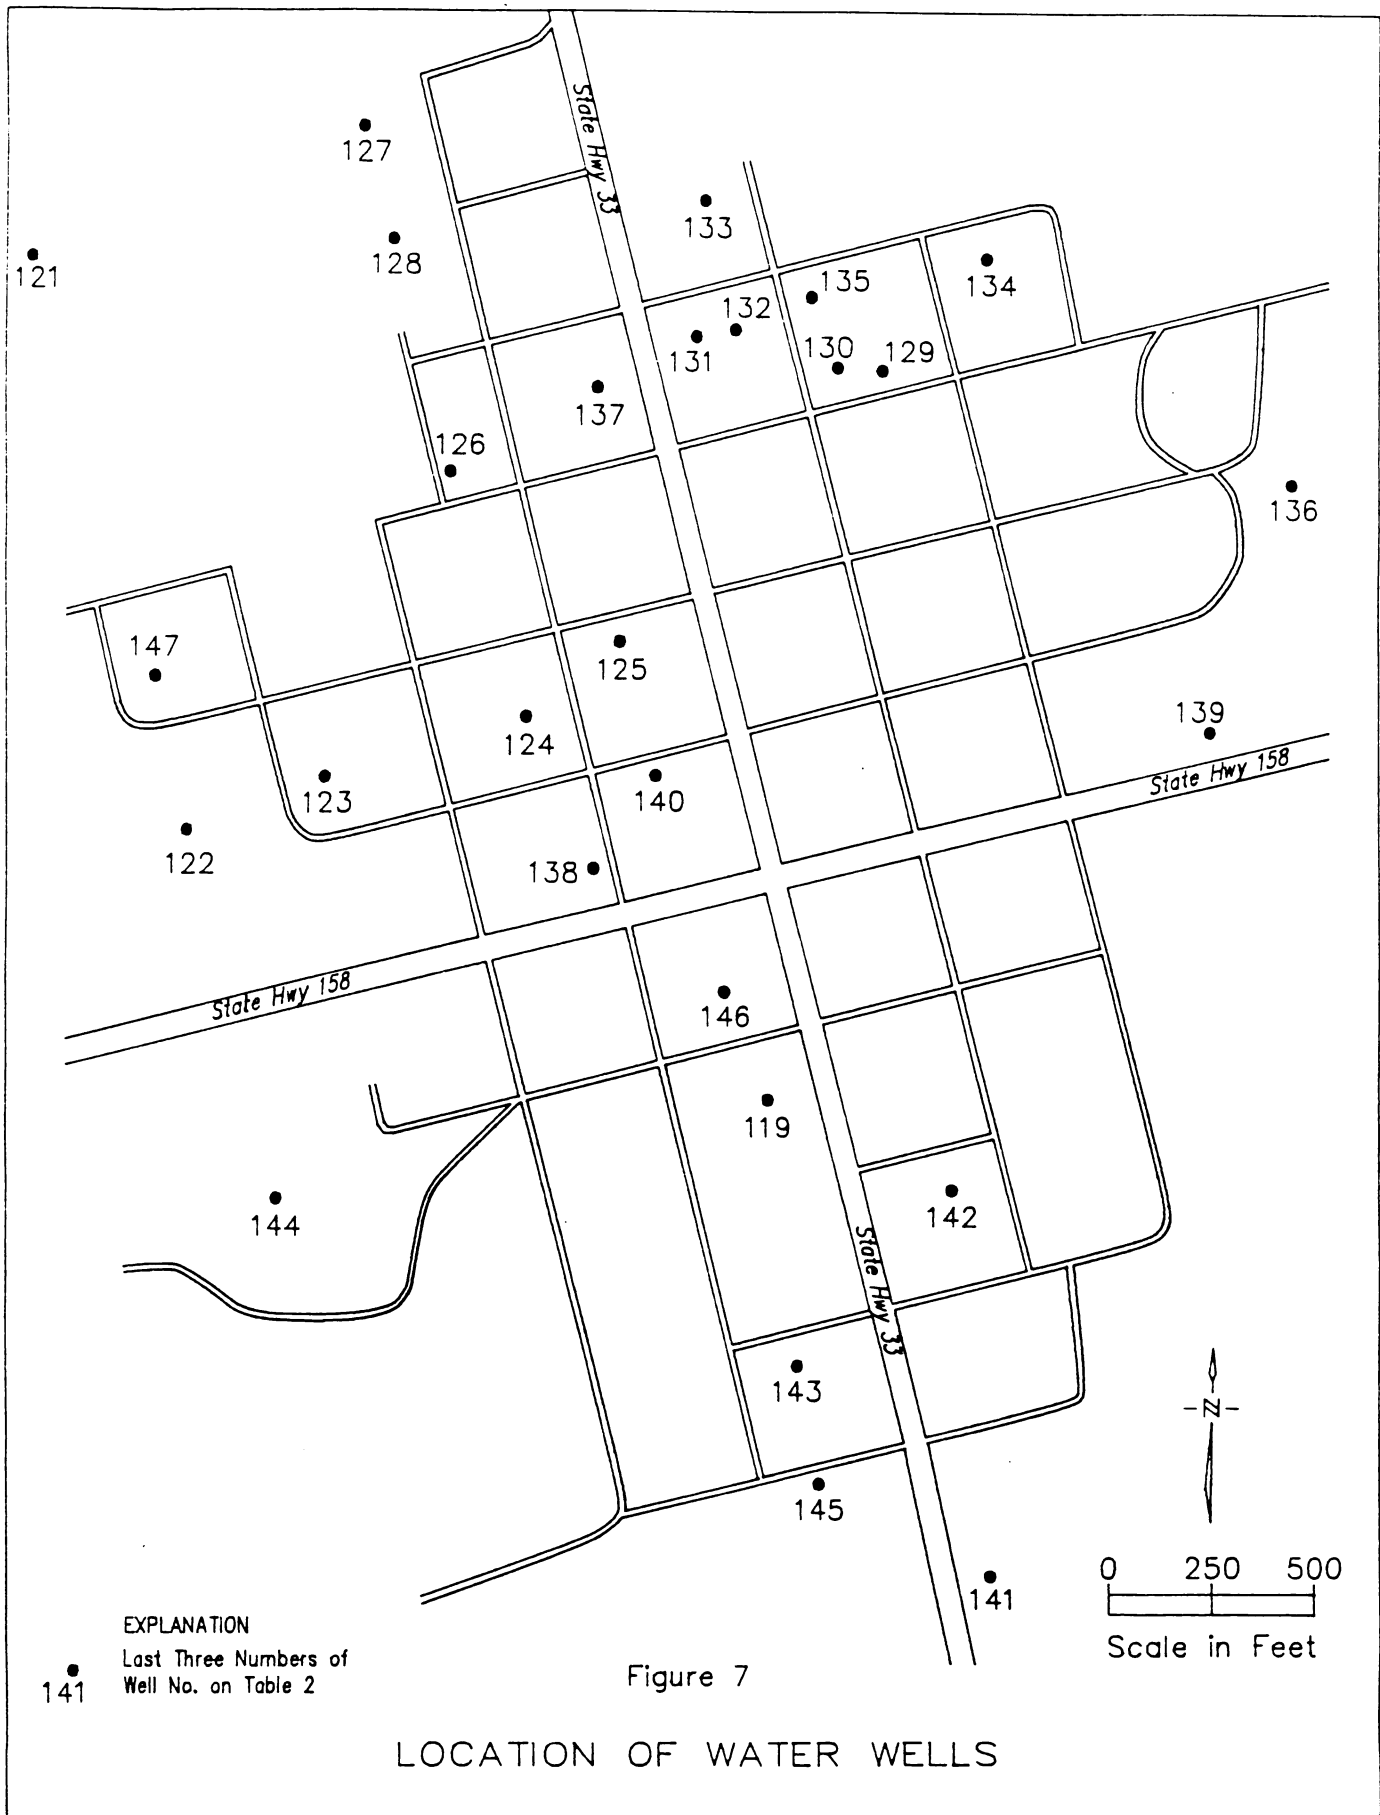 State Hwy 33
127
133
128
121
135
134
132
131
130
129
137
126
136
147
125
124
139
123
140
State Hwy 158
122
138
State Hwy 158
146
119
144
142
State Hwy 33
143
N
145
0 250 500
141
Scale in Feet
EXPLANATION
141
Last Three Numbers of
Well No. on Table 2
Figure 7
LOCATION OF WATER WELLS